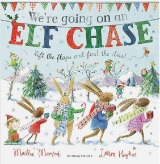 We're going on an
ELF CHASE
Lift the flaps and find the elves!
Martha Mumford
Laura Hughes